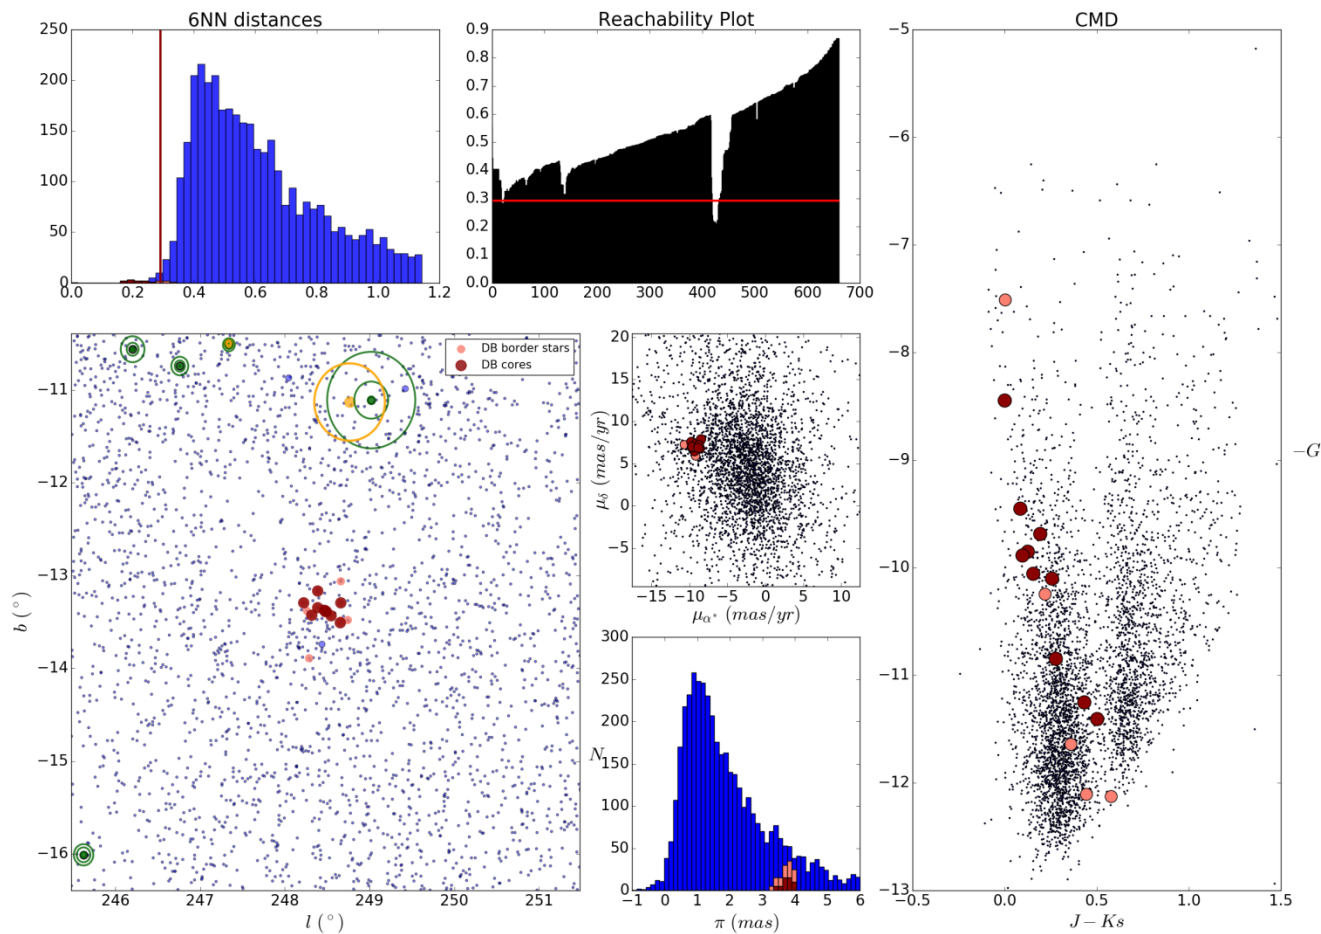 6NN distances
250
200
150
100
50
0
0.0 0.2 0.4 0.6 0.8 1.0 1.2
Reachability Plot
0.9
0.8
0.7
0.6
0.5
0.4
0.3
0.2
0.1
0.0
0 100 200 300 400 500 600 700
CMD
−5
−6
−7
−8
−9
−10
−11
−12
−13
−0.5 0.0 0.5 1.0 1.5
J − Ks
−G
DB border stars
DB cores
−11
−12
−13
−14
−15
−16
b (°)
246 247 248 249 250 251
l (°)
20
15
10
5
0
−5
μδ (mas/yr)
−15 −10 −5 0 5 10
μα* (mas/yr)
300
250
200
150
100
50
0
N
−1 0 1 2 3 4 5 6
π (mas)